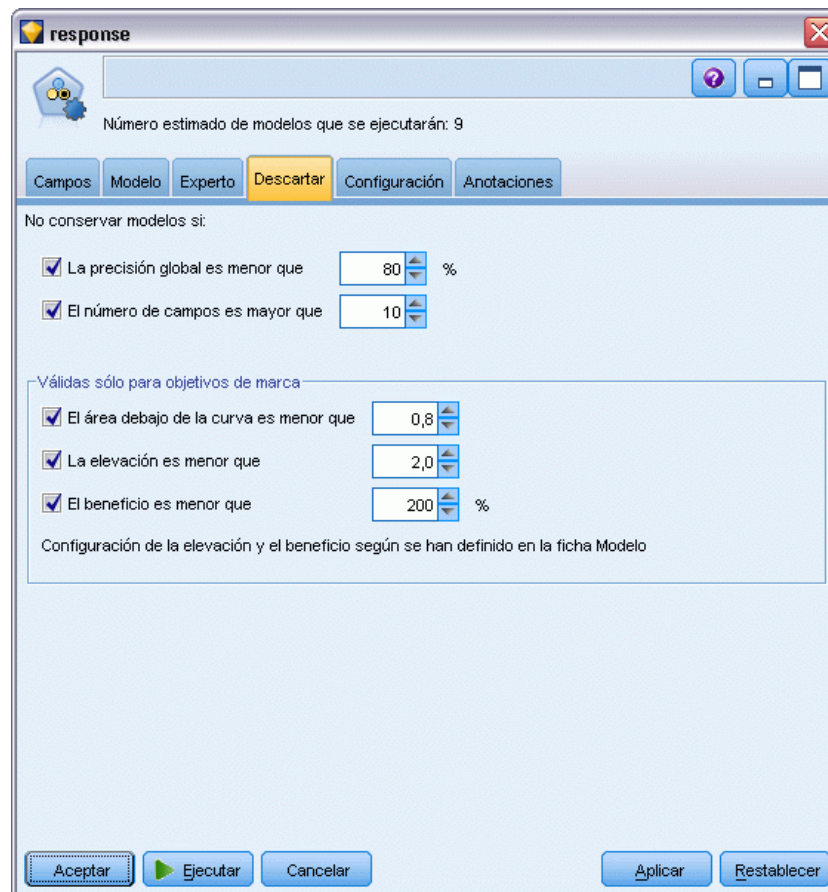 response
Número estimado de modelos que se ejecutarán: 9
Campos Modelo Experto Descartar Configuración Anotaciones
No conservar modelos si:
La precisión global es menor que 80 %
El número de campos es mayor que 10
Válidas sólo para objetivos de marca
El área debajo de la curva es menor que 0,8
La elevación es menor que 2,0
El beneficio es menor que 200 %
Configuración de la elevación y el beneficio según se han definido en la ficha Modelo
Aceptar Ejecutar Cancelar Aplicar Restablecer